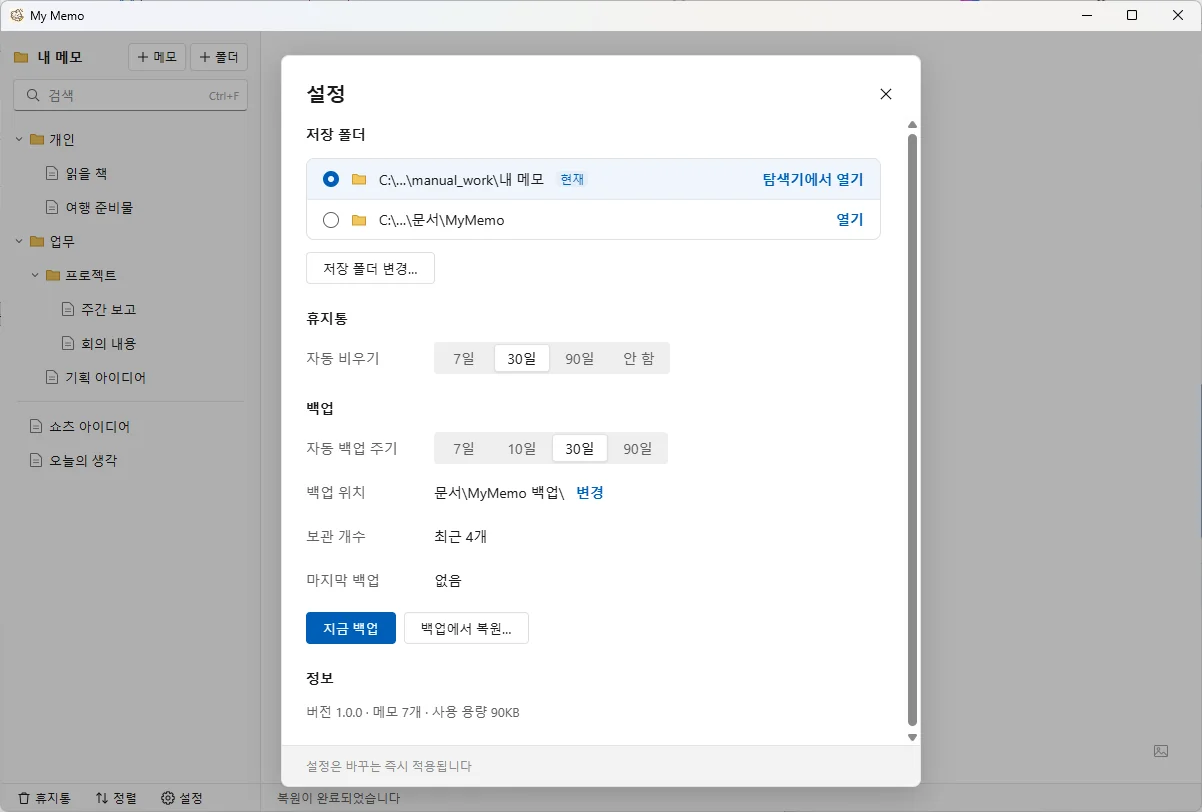 My Memo
내 메모
메모
폴더
검색 Ctrl+F
개인
읽을 책
여행 준비물
업무
프로젝트
주간 보고
회의 내용
기획 아이디어
쇼츠 아이디어
오늘의 생각
휴지통 정렬 설정
설정
저장 폴더
C:\...\manual_work\내 메모 현재 탐색기에서 열기
C:\...\문서\MyMemo 열기
저장 폴더 변경...
휴지통
자동 비우기 7일 30일 90일 안 함
백업
자동 백업 주기 7일 10일 30일 90일
백업 위치 문서\MyMemo 백업\ 변경
보관 개수 최근 4개
마지막 백업 없음
지금 백업 백업에서 복원...
정보
버전 1.0.0 · 메모 7개 · 사용 용량 90KB
설정은 바꾸는 즉시 적용됩니다
복원이 완료되었습니다